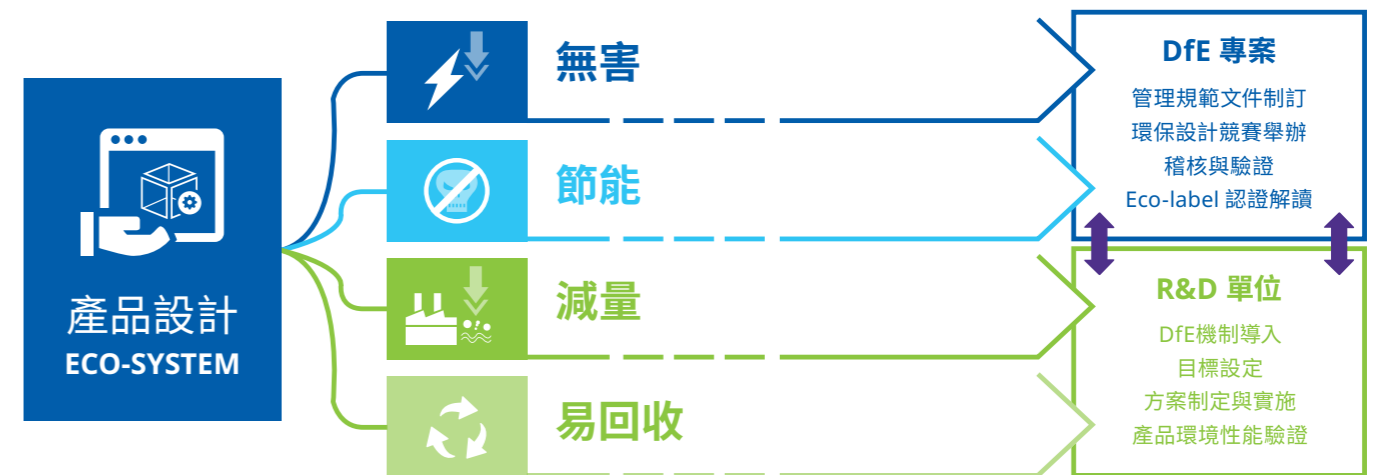 產品設計
ECO-SYSTEM
無害
節能
減量
易回收
DfE 專案
管理規範文件制訂
環保設計競賽舉辦
稽核與驗證
Eco-label 認證解讀
R&D 單位
DfE機制導入
目標設定
方案制定與實施
產品環境性能驗證